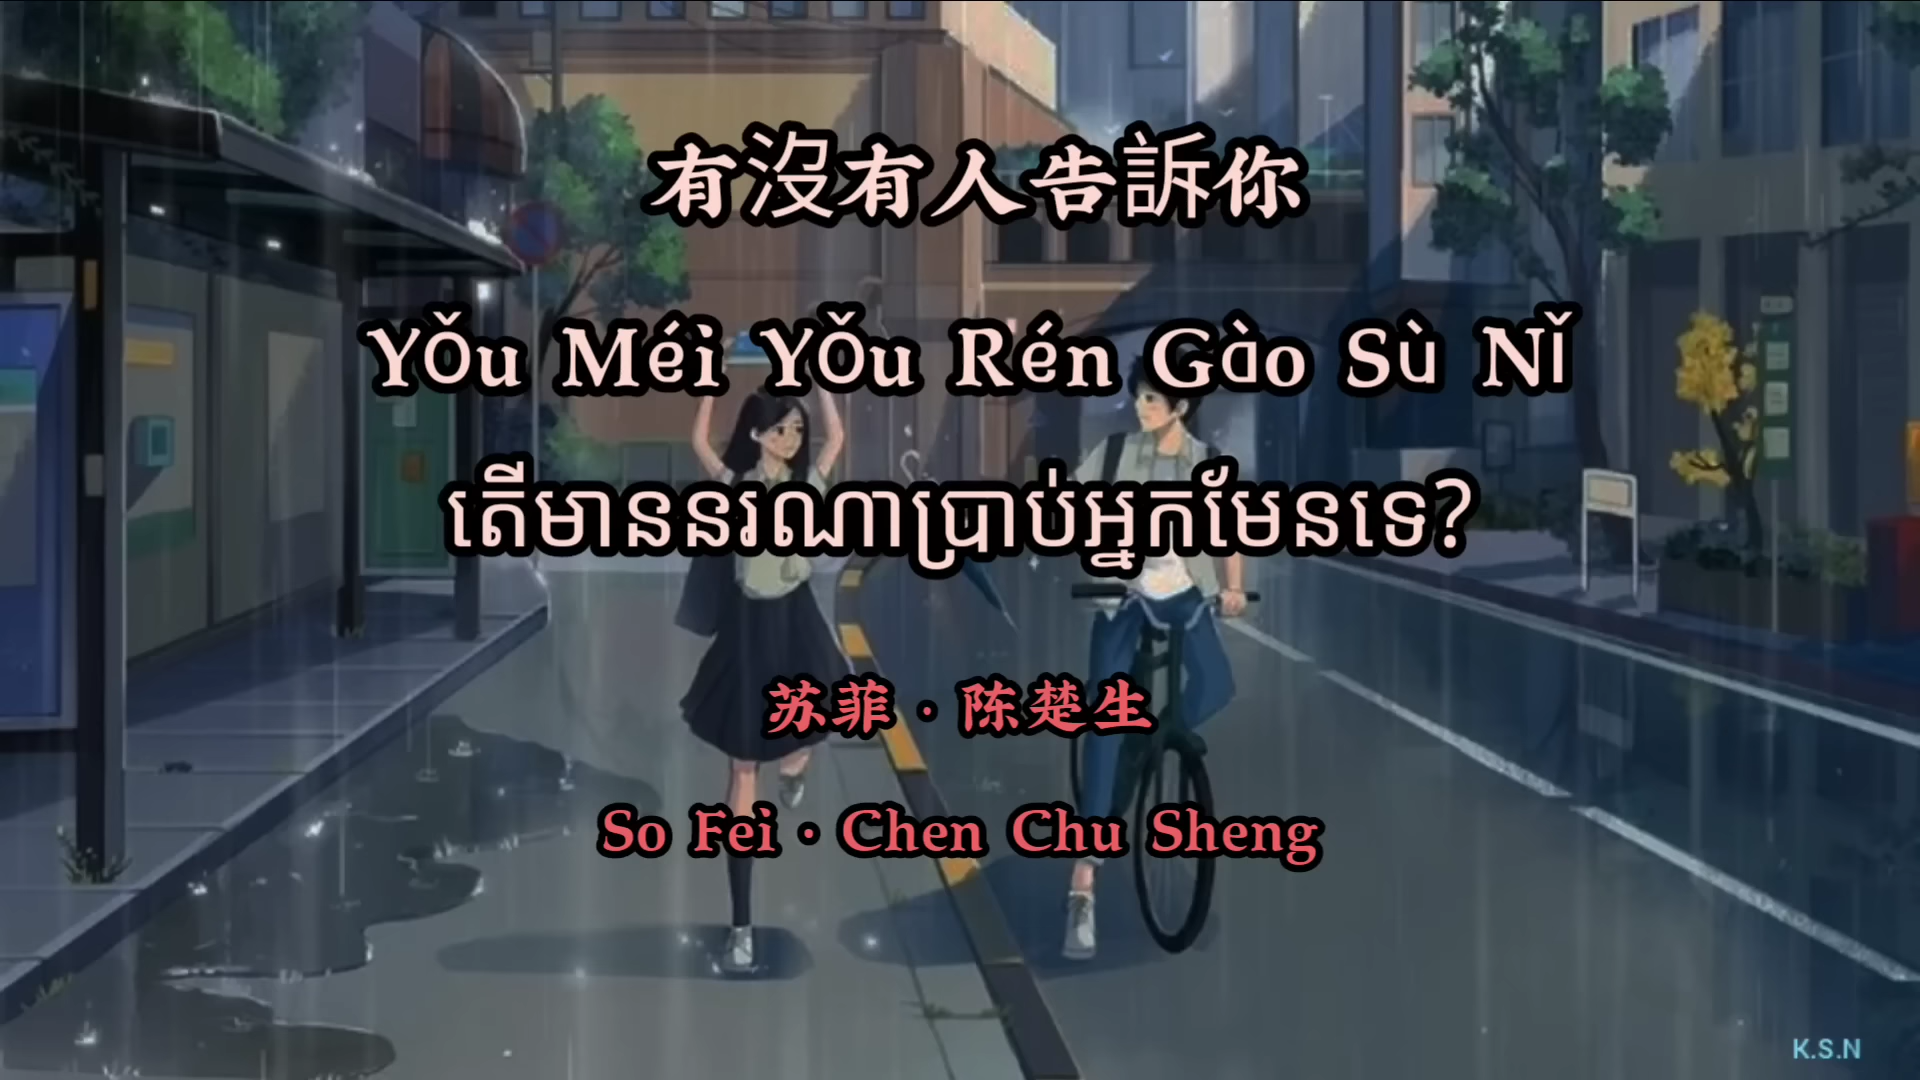 有沒有人告訴你
Yǒu Méi Yǒu Rén Gào Sù Nǐ
តើមាននរណាប្រាប់អ្នកមែនទេ?
苏菲 · 陈楚生
So Fei • Chen Chu Sheng
K.S.N